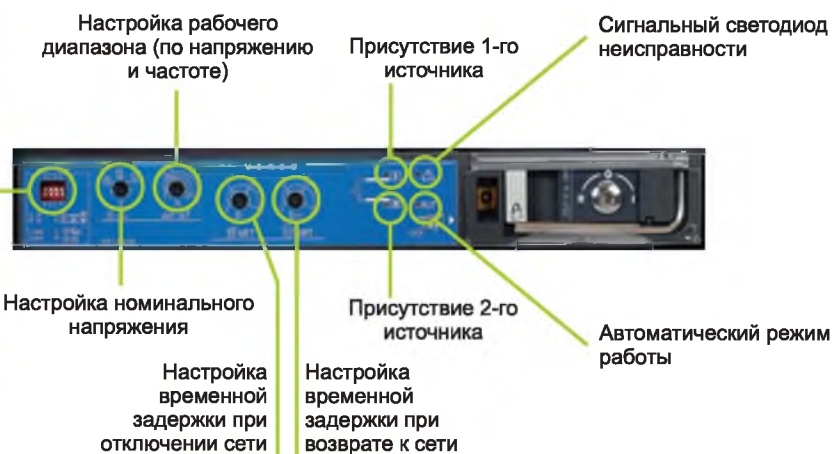 Настройка рабочего
диапазона (по напряжению
и частоте)
Присутствие 1-го
источника
Сигнальный светодиод
неисправности
Настройка номинального
напряжения
Присутствие 2-го
источника
Автоматический режим
работы
Настройка
временной
задержки при
отключении сети
Настройка
временной
задержки при
возврате к сети